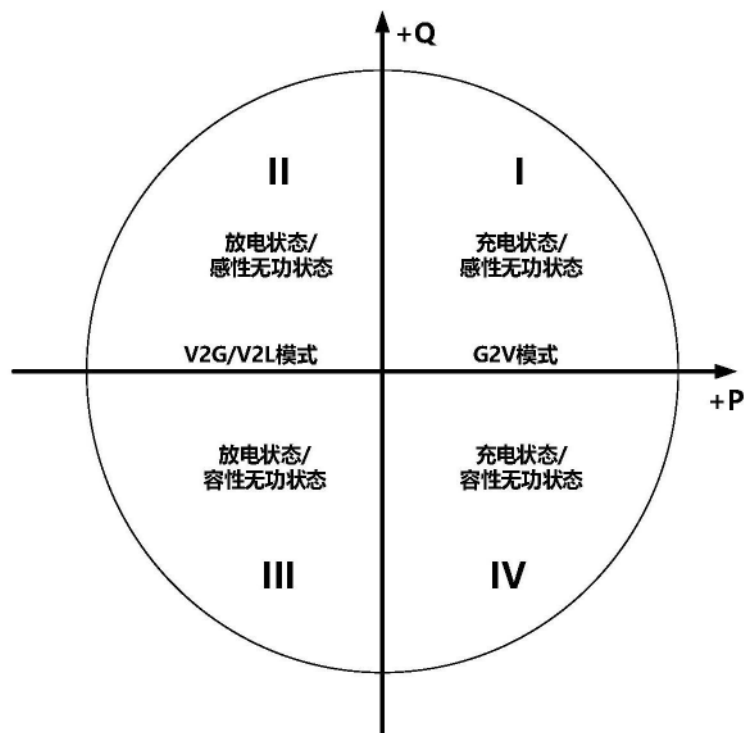 +Q
II
I
放电状态/
感性无功状态
充电状态/
感性无功状态
V2G/V2L模式
G2V模式
+P
放电状态/
容性无功状态
充电状态/
容性无功状态
III
IV